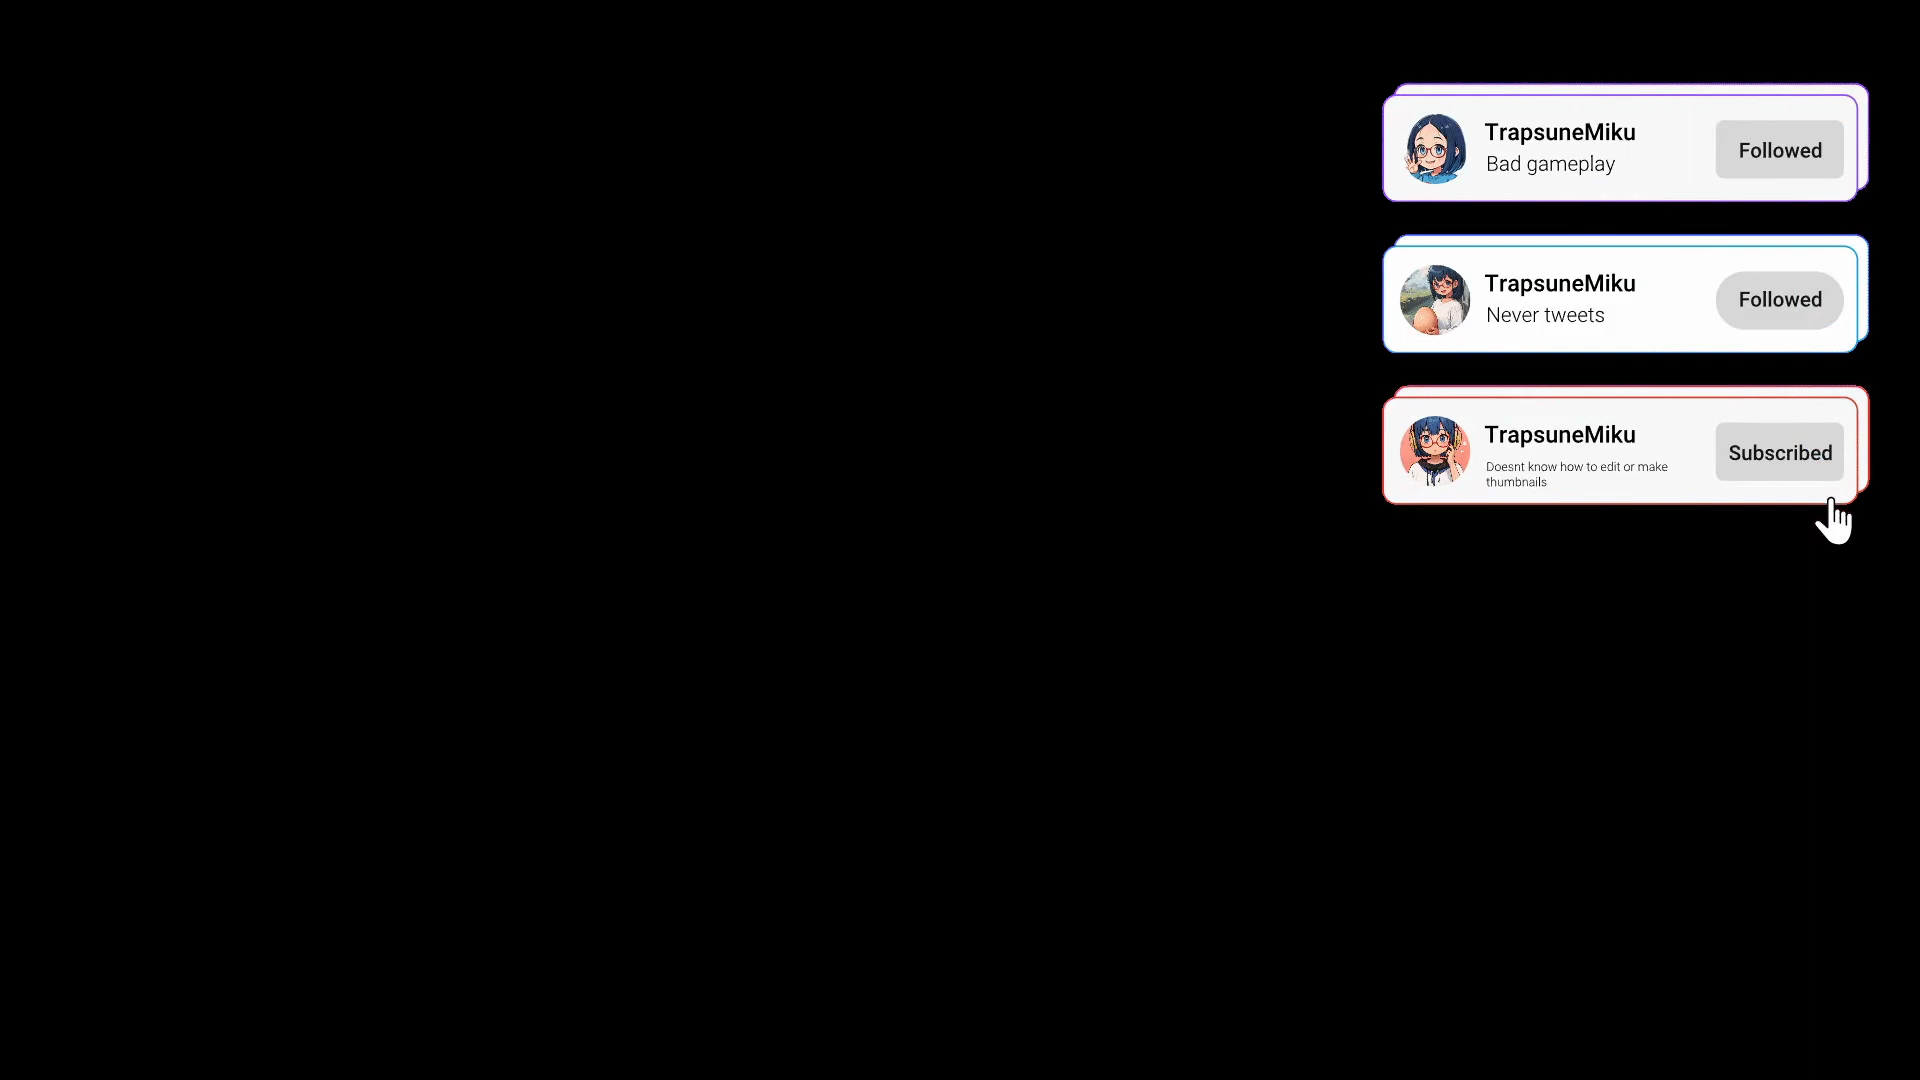 TrapsuneMiku
Bad gameplay
Followed
TrapsuneMiku
Never tweets
Followed
TrapsuneMiku
Doesnt know how to edit or make
thumbnails
Subscribed